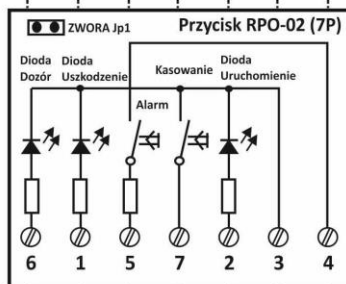 ZWORA Jp1 Przycisk RPO-02 (7P)
Dioda Dioda Dioda
Dozór Uszkodzenie Kasowanie Uruchomienie
Alarm
6 1 5 7 2 3 4